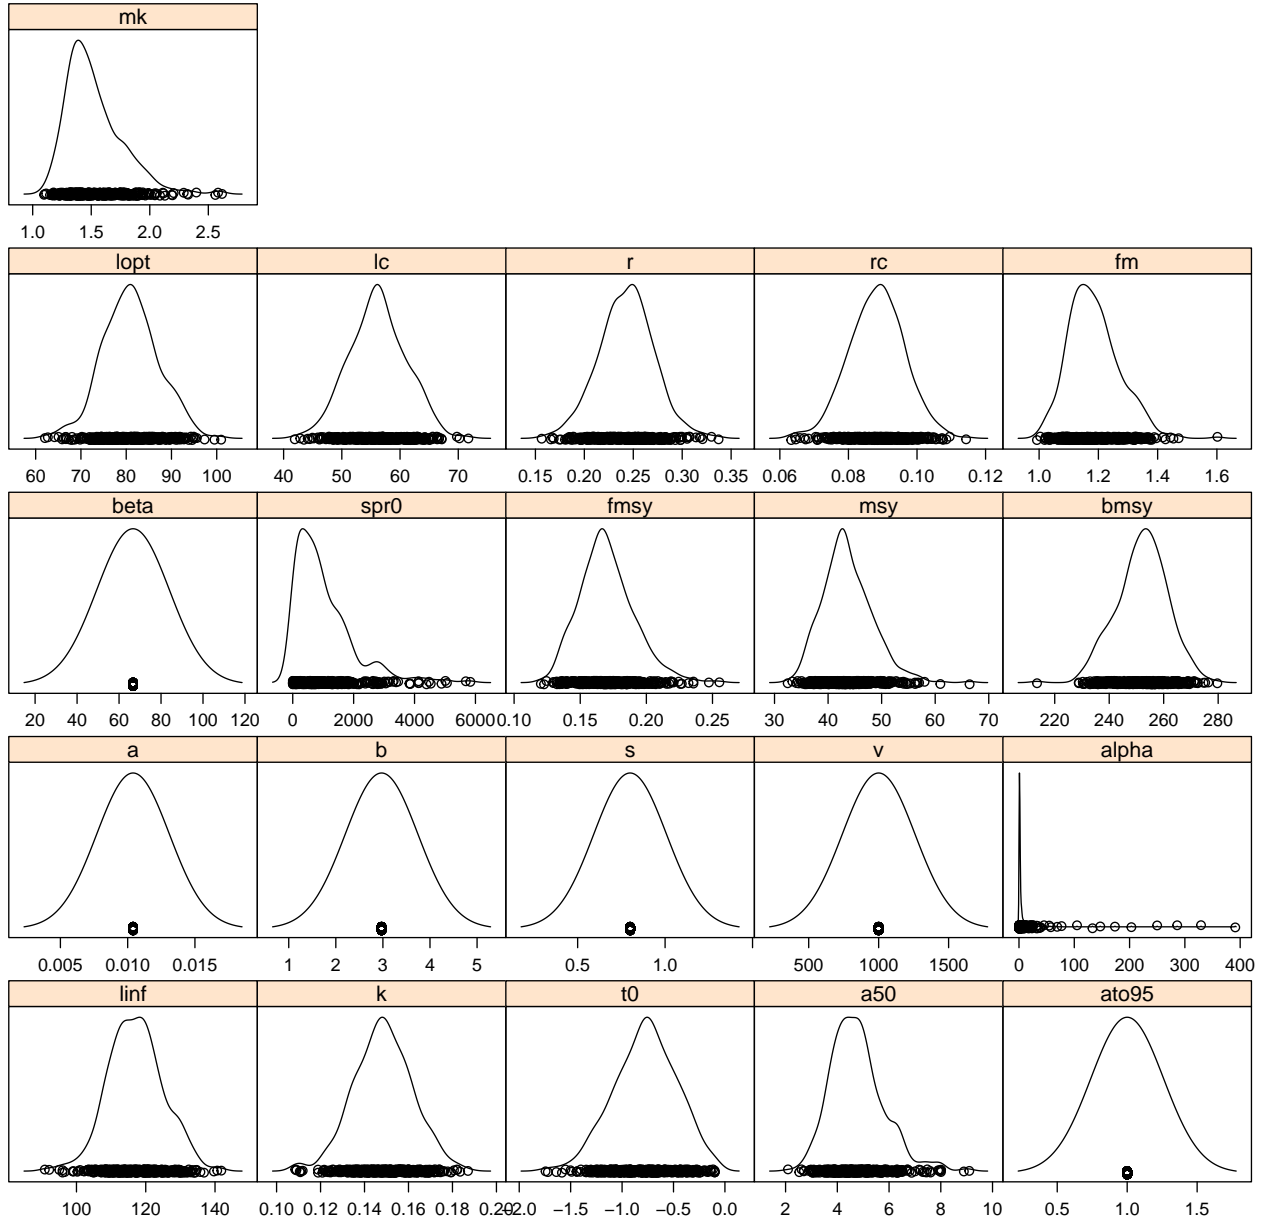 mk
1.0 1.5 2.0 2.5
lopt lc r rc fm
60 70 80 90 100 40 50 60 70 0.15 0.20 0.25 0.30 0.35 0.06 0.08 0.10 0.12 1.0 1.2 1.4 1.6
beta spr0 fmsy msy bmsy
20 40 60 80 100 120 0 2000 4000 6000 0.10 0.15 0.20 0.25 30 40 50 60 70 220 240 260 280
a b s v alpha
0.005 0.010 0.015 1 2 3 4 5 0.5 1.0 500 1000 1500 0 100 200 300 400
linf k t0 a50 ato95
100 120 140 0.10 0.12 0.14 0.16 0.18 0.20 −2.0 −1.5 −1.0 −0.5 0.0 2 4 6 8 10 0.5 1.0 1.5